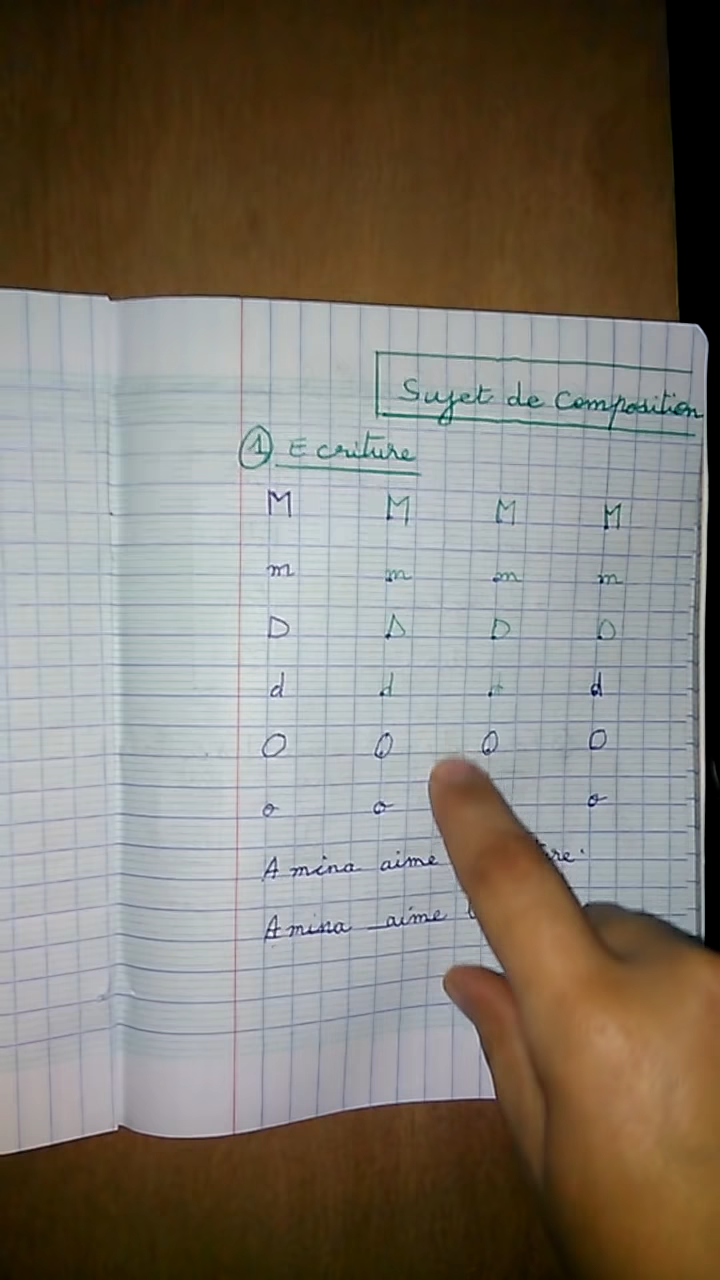 Sujet de Composition
1 Ecriture
M M M M
m m m m
D D D D
d d d
O O O O
o o o
Amina aime
Amina aime